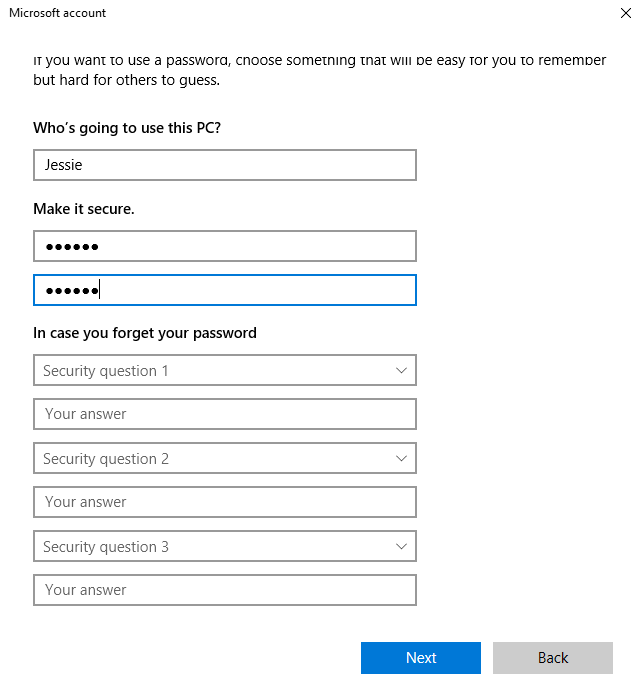 Microsoft account
If you want to use a password, choose something that will be easy for you to remember
but hard for others to guess.
Who's going to use this PC?
Jessie
Make it secure.
●●●●●●
●●●●●●
In case you forget your password
Security question 1
Your answer
Security question 2
Your answer
Security question 3
Your answer
Next
Back